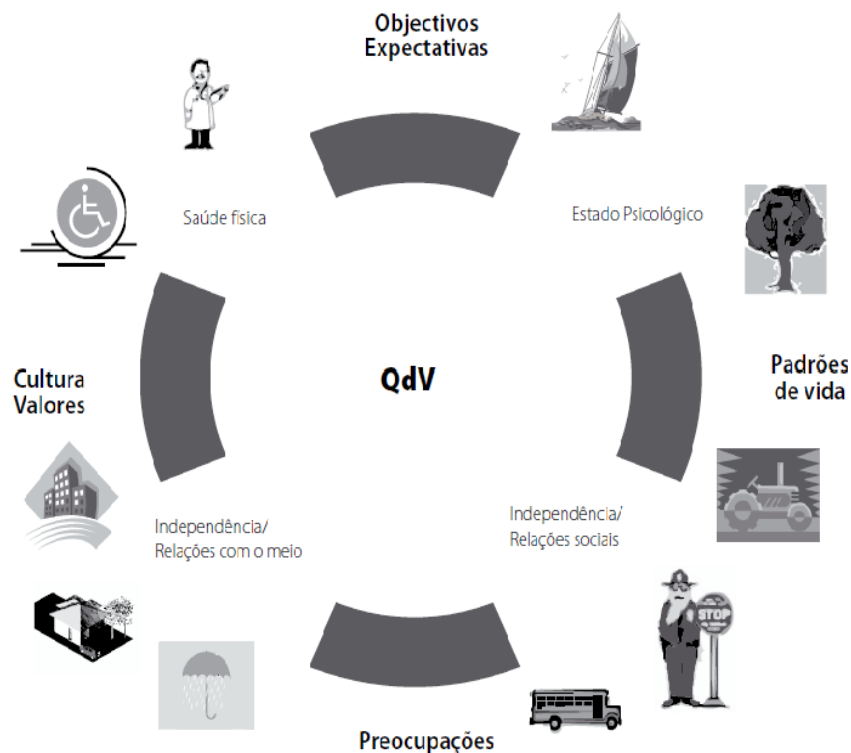 Objectivos
Expectativas
Saúde física
Estado Psicológico
Cultura
Valores
QdV
Padrões
de vida
Independência/
Relações com o meio
Independência/
Relações sociais
STOP
Preocupações